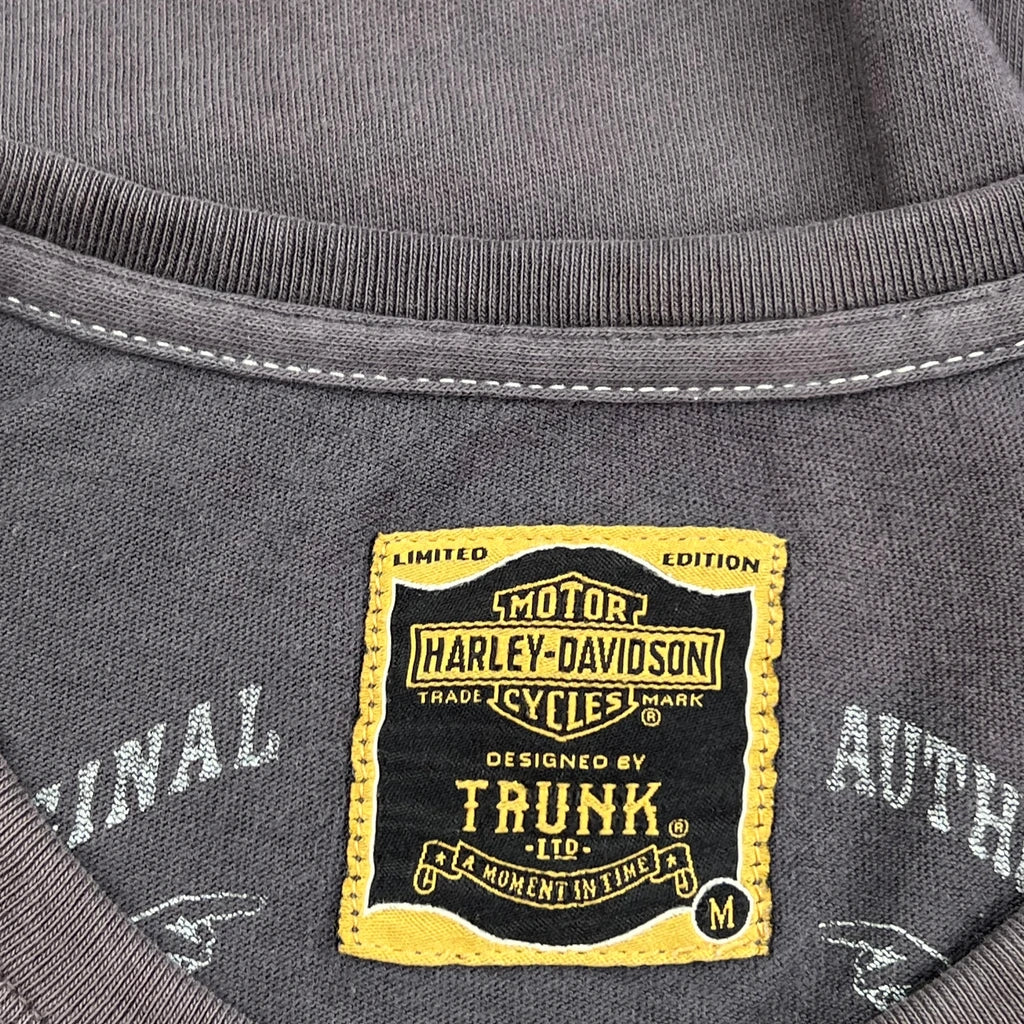 LIMITED EDITION
MOTOR
HARLEY-DAVIDSON
TRADE CYCLES MARK
®
DESIGNED BY
TRUNK®
-LTD-
A MOMENT IN TIME
M
INAL
AUTH